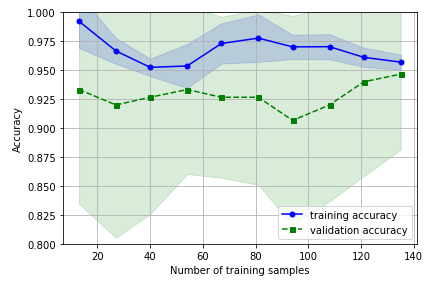 1.000
0.975
0.950
0.925
0.900
0.875
0.850
0.825
0.800
Accuracy
training accuracy
validation accuracy
20 40 60 80 100 120 140
Number of training samples